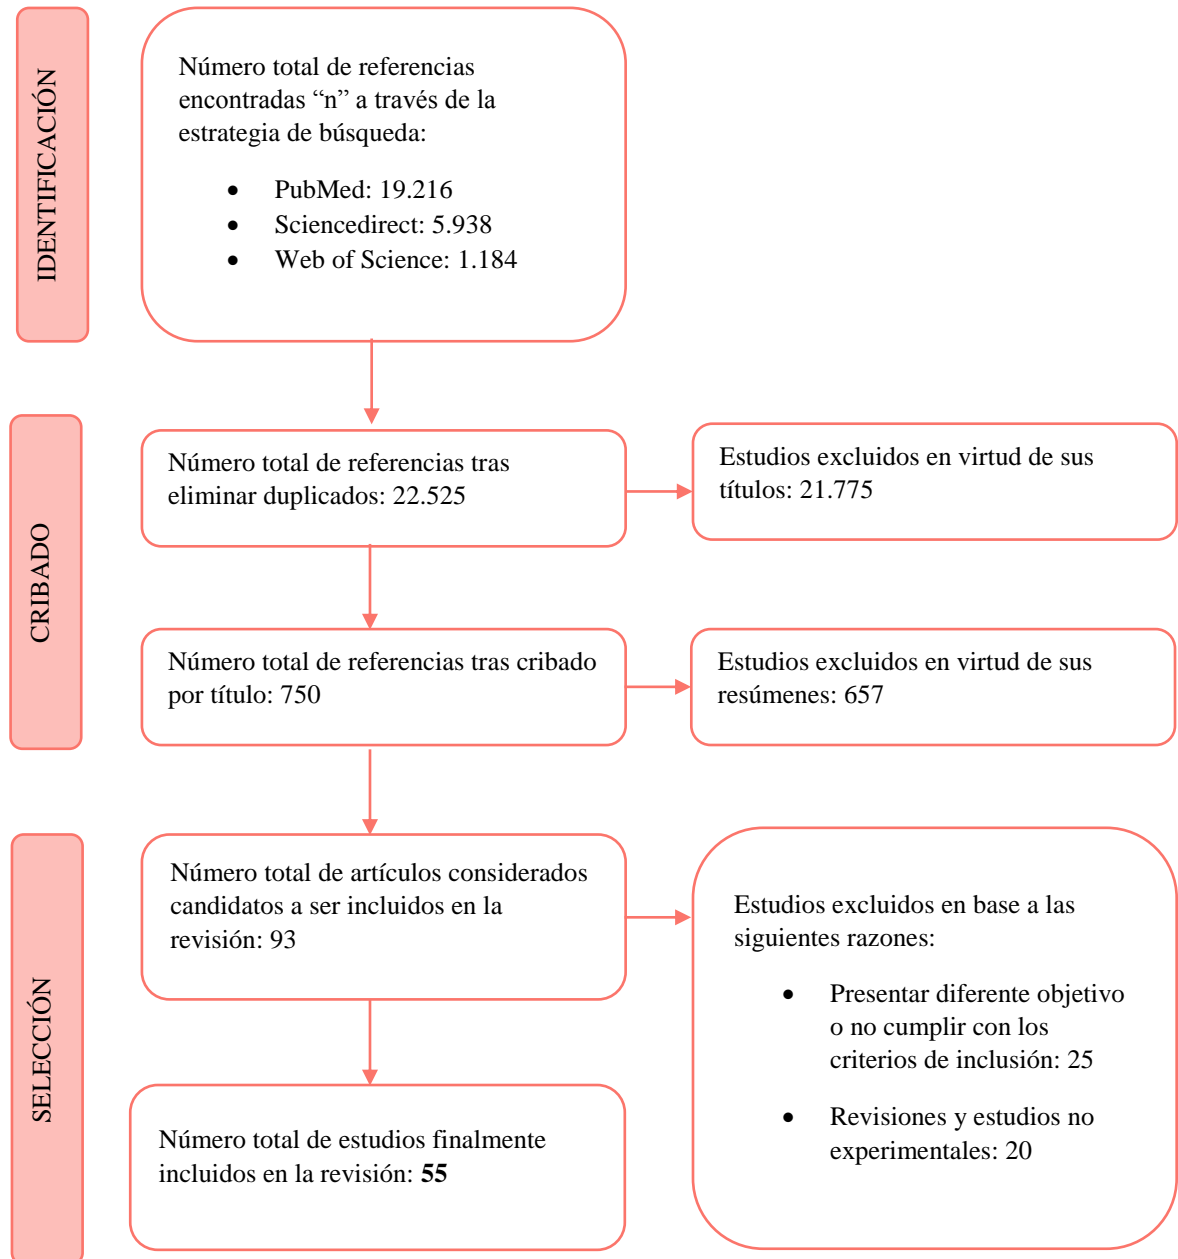 IDENTIFICACIÓN
Número total de referencias
encontradas “n” a través de la
estrategia de búsqueda:
• PubMed: 19.216
• Sciencedirect: 5.938
• Web of Science: 1.184
CRIBADO
Número total de referencias tras
eliminar duplicados: 22.525
Estudios excluidos en virtud de sus
títulos: 21.775
Número total de referencias tras cribado
por título: 750
Estudios excluidos en virtud de sus
resúmenes: 657
SELECCIÓN
Número total de artículos considerados
candidatos a ser incluidos en la
revisión: 93
Estudios excluidos en base a las
siguientes razones:
• Presentar diferente objetivo
o no cumplir con los
criterios de inclusión: 25
• Revisiones y estudios no
experimentales: 20
Número total de estudios finalmente
incluidos en la revisión: 55